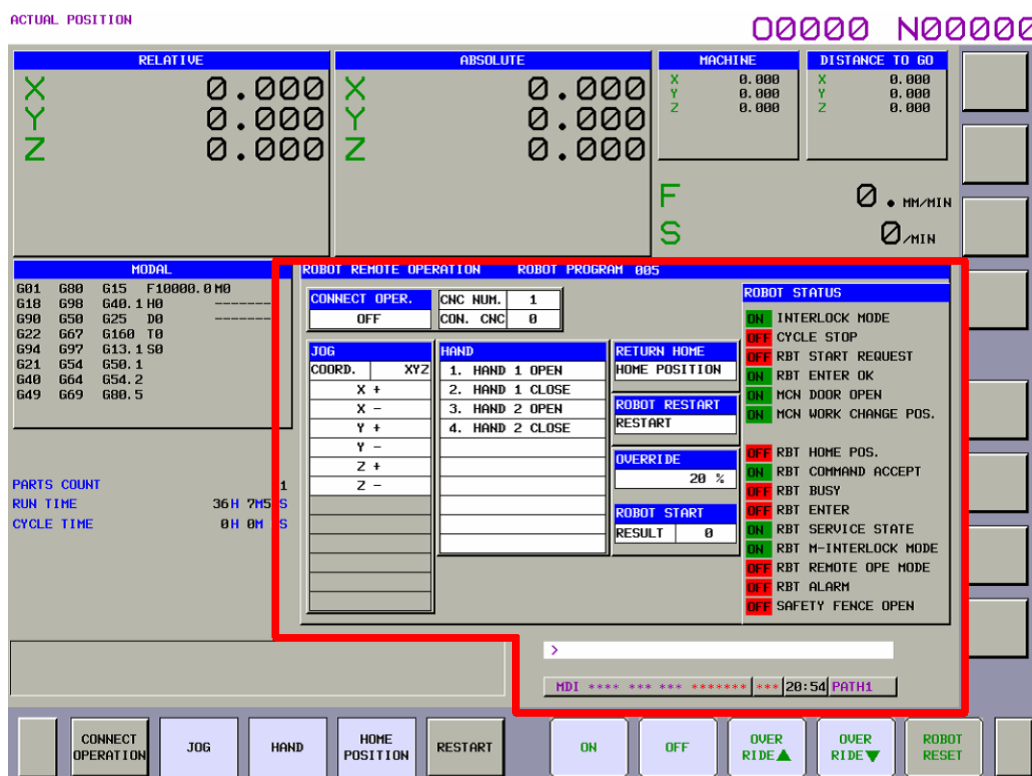 ACTUAL POSITION
O0000 N00000
RELATIVE
X 0.000
Y 0.000
Z 0.000
ABSOLUTE
X 0.000
Y 0.000
Z 0.000
MACHINE
X 0.000
Y 0.000
Z 0.000
DISTANCE TO GO
X 0.000
Y 0.000
Z 0.000
F 0. MM/MIN
S 0/MIN
MODAL
G01 G80 G15 F10000.0 M0
G18 G98 G40.1 H0 -------
G90 G50 G25 D0 -------
G22 G67 G160 T0
G94 G97 G13.1 S0
G21 G54 G50.1
G40 G64 G54.2
G49 G69 G80.5
PARTS COUNT 1
RUN TIME 36H 7M5 S
CYCLE TIME 0H 0M S
ROBOT REMOTE OPERATION ROBOT PROGRAM 005
CONNECT OPER.
OFF
CNC NUM. 1
CON. CNC 0
JOG
COORD. XYZ
X +
X -
Y +
Y -
Z +
Z -
HAND
1. HAND 1 OPEN
2. HAND 1 CLOSE
3. HAND 2 OPEN
4. HAND 2 CLOSE
RETURN HOME
HOME POSITION
ROBOT RESTART
RESTART
OVERRIDE
20 %
ROBOT START
RESULT 0
ROBOT STATUS
ON INTERLOCK MODE
OFF CYCLE STOP
OFF RBT START REQUEST
ON RBT ENTER OK
ON MCN DOOR OPEN
ON MCN WORK CHANGE POS.
OFF RBT HOME POS.
ON RBT COMMAND ACCEPT
OFF RBT BUSY
OFF RBT ENTER
ON RBT SERVICE STATE
ON RBT M-INTERLOCK MODE
OFF RBT REMOTE OPE MODE
OFF RBT ALARM
OFF SAFETY FENCE OPEN
>
MDI **** *** *** ******* *** 20:54 PATH1
CONNECT
OPERATION
JOG
HAND
HOME
POSITION
RESTART
ON
OFF
OVER
RIDE▲
OVER
RIDE▼
ROBOT
RESET